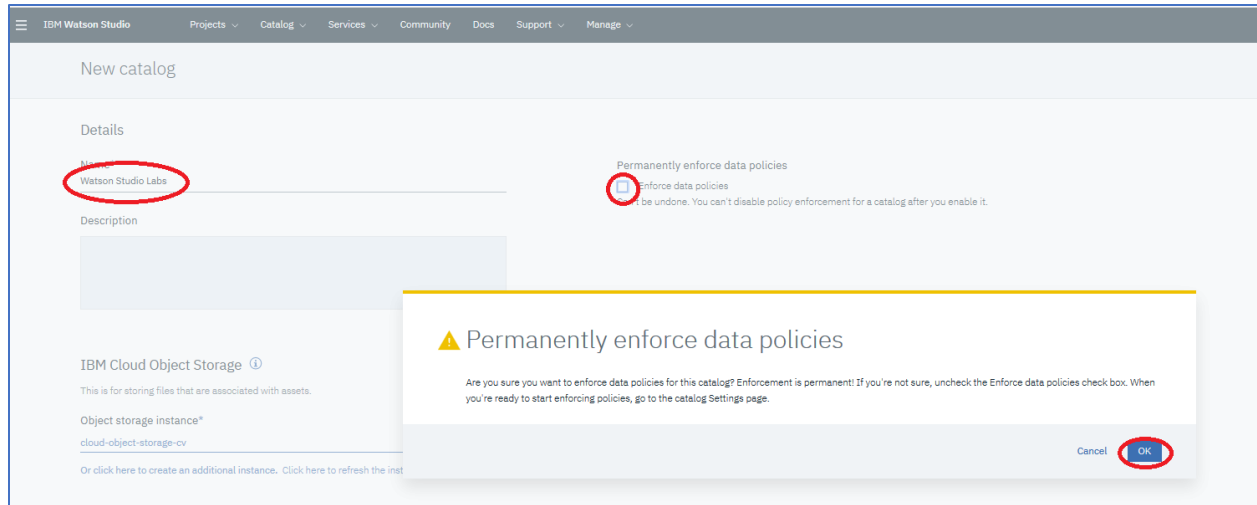 IBM Watson Studio Projects Catalog Services Community Docs Support Manage
New catalog
Details
Name*
Watson Studio Labs
Description
Permanently enforce data policies
Enforce data policies
Can't be undone. You can't disable policy enforcement for a catalog after you enable it.
IBM Cloud Object Storage
This is for storing files that are associated with assets.
Object storage instance*
cloud-object-storage-cv
Or click here to create an additional instance. Click here to refresh the inst
Permanently enforce data policies
Are you sure you want to enforce data policies for this catalog? Enforcement is permanent! If you're not sure, uncheck the Enforce data policies check box. When
you're ready to start enforcing policies, go to the catalog Settings page.
Cancel OK